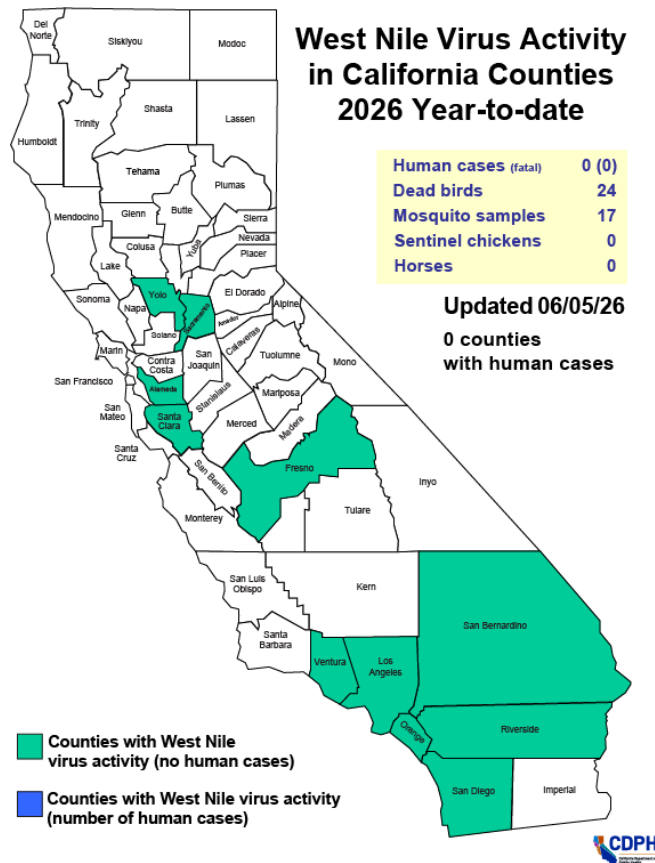 West Nile Virus Activity
in California Counties
2026 Year-to-date
Human cases (fatal) 0 (0)
Dead birds 24
Mosquito samples 17
Sentinel chickens 0
Horses 0
Updated 06/05/26
0 counties
with human cases
Del
Norte
Siskiyou
Modoc
Humboldt
Trinity
Shasta
Lassen
Tehama
Plumas
Mendocino
Glenn
Butte
Sierra
Colusa
Yuba
Nevada
Placer
Lake
Sonoma
Napa
Yolo
Sacramento
El Dorado
Alpine
Amador
Solano
Marin
Contra
Costa
San
Joaquin
Calaveras
Tuolumne
Mono
San Francisco
Alameda
San
Mateo
Santa
Clara
Stanislaus
Mariposa
Merced
Madera
Santa
Cruz
San Benito
Fresno
Inyo
Monterey
Tulare
San Luis
Obispo
Kern
San Bernardino
Santa
Barbara
Ventura
Los
Angeles
Orange
Riverside
San Diego
Imperial
Counties with West Nile
virus activity (no human cases)
Counties with West Nile virus activity
(number of human cases)
CDPH